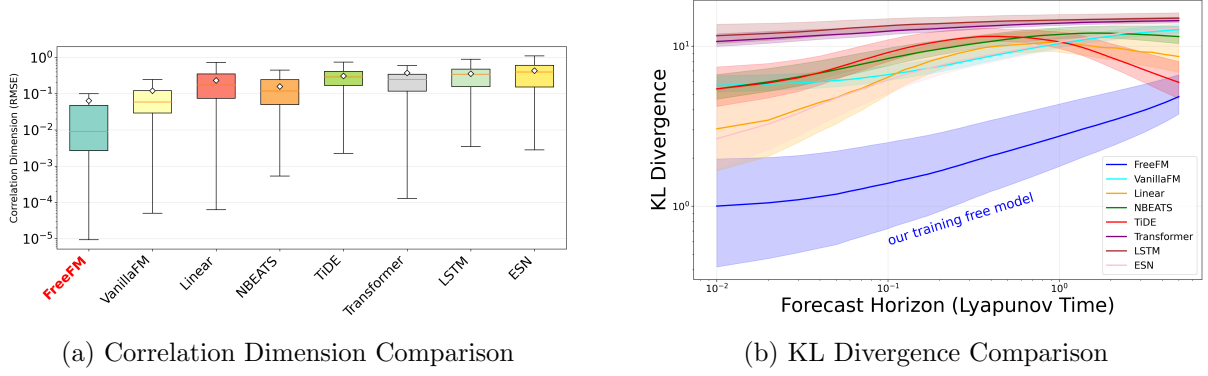 Correlation Dimension (RMSE)
10⁰
10⁻¹
10⁻²
10⁻³
10⁻⁴
10⁻⁵
FreeFM
VanillaFM
Linear
NBEATS
TiDE
Transformer
LSTM
ESN
(a) Correlation Dimension Comparison
KL Divergence
10¹
10⁰
our training free model
FreeFM
VanillaFM
Linear
NBEATS
TiDE
Transformer
LSTM
ESN
10⁻²
10⁻¹
10⁰
Forecast Horizon (Lyapunov Time)
(b) KL Divergence Comparison